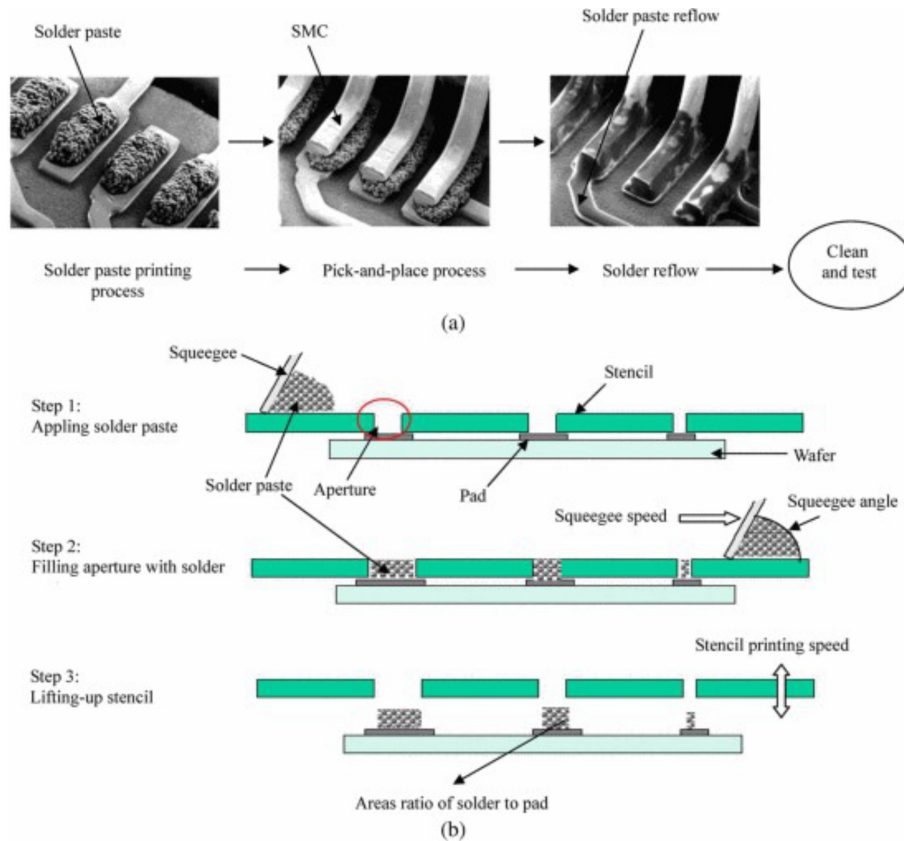 Solder paste
SMC
Solder paste reflow
Solder paste printing
process
Pick-and-place process
Solder reflow
Clean
and test
(a)
Squeegee
Stencil
Step 1:
Appling solder paste
Wafer
Solder paste
Aperture
Pad
Squeegee speed
Squeegee angle
Step 2:
Filling aperture with solder
Stencil printing speed
Step 3:
Lifting-up stencil
Areas ratio of solder to pad
(b)